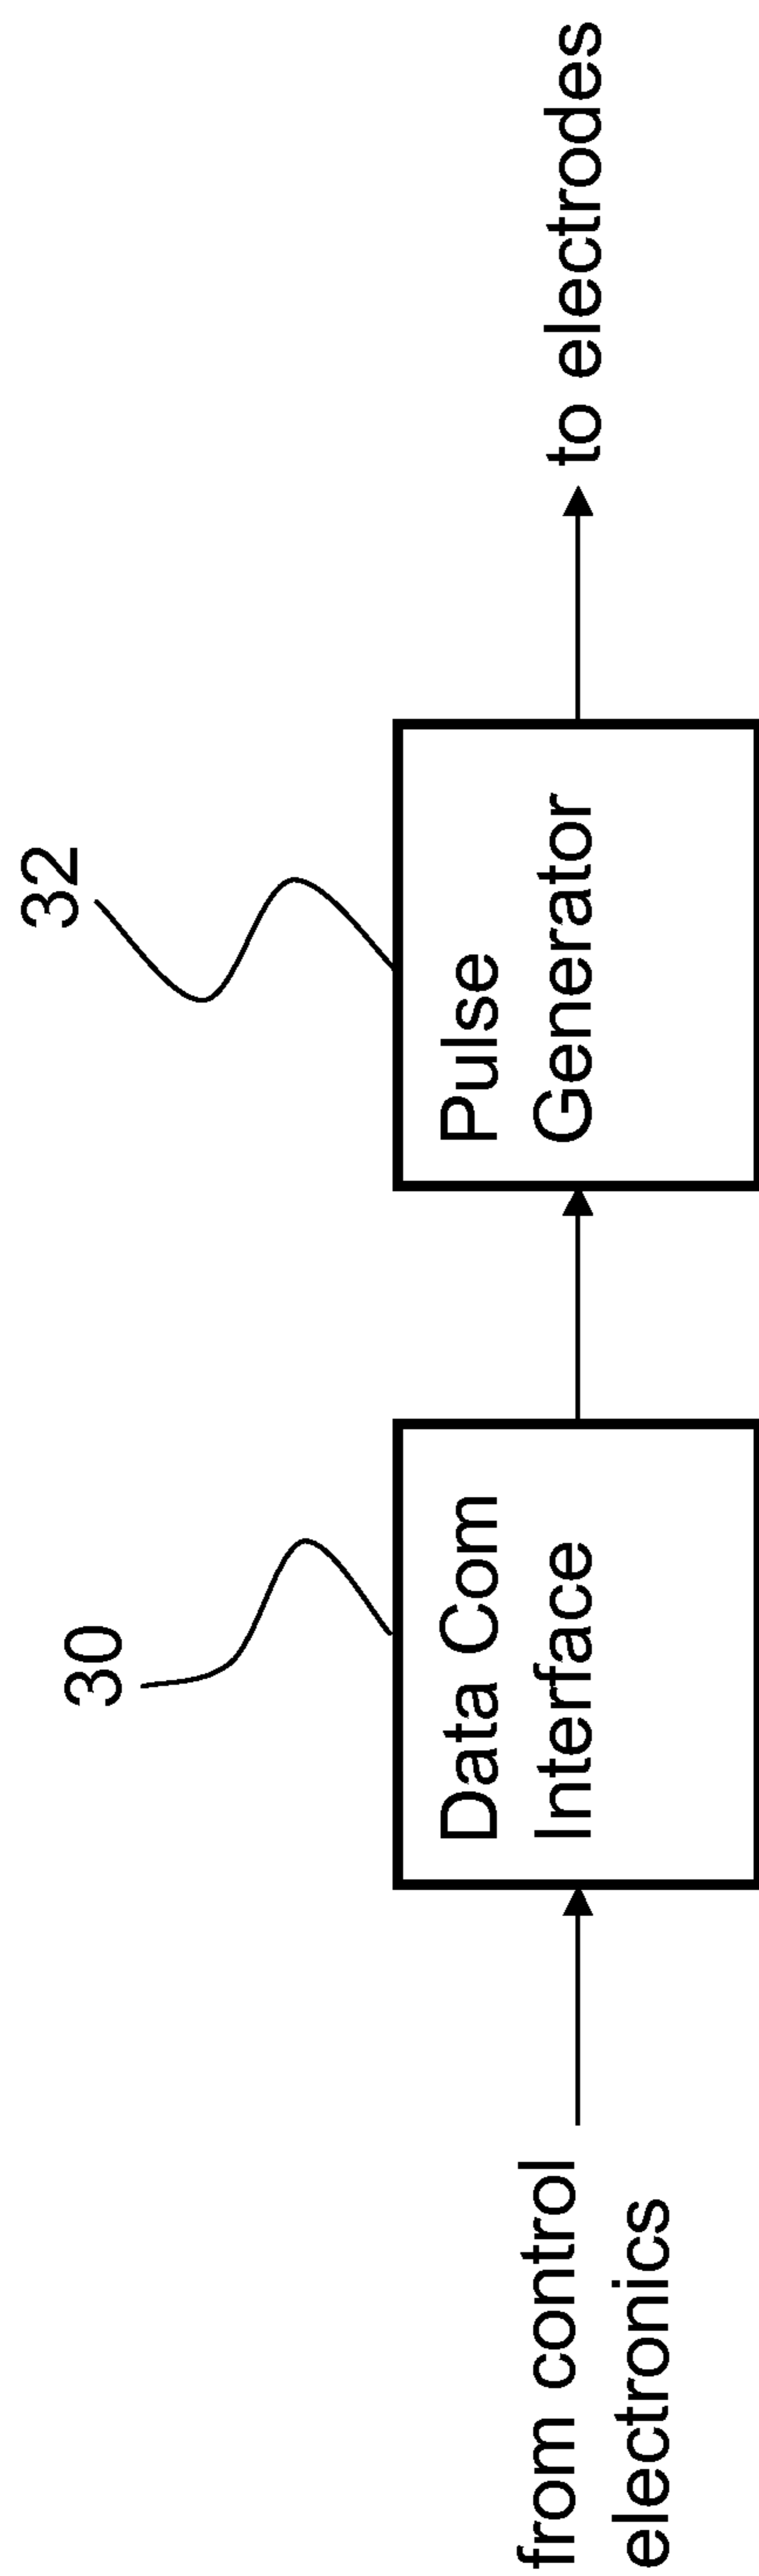 32
30
from control
electronics
Data Com
Interface
Pulse
Generator
to electrodes